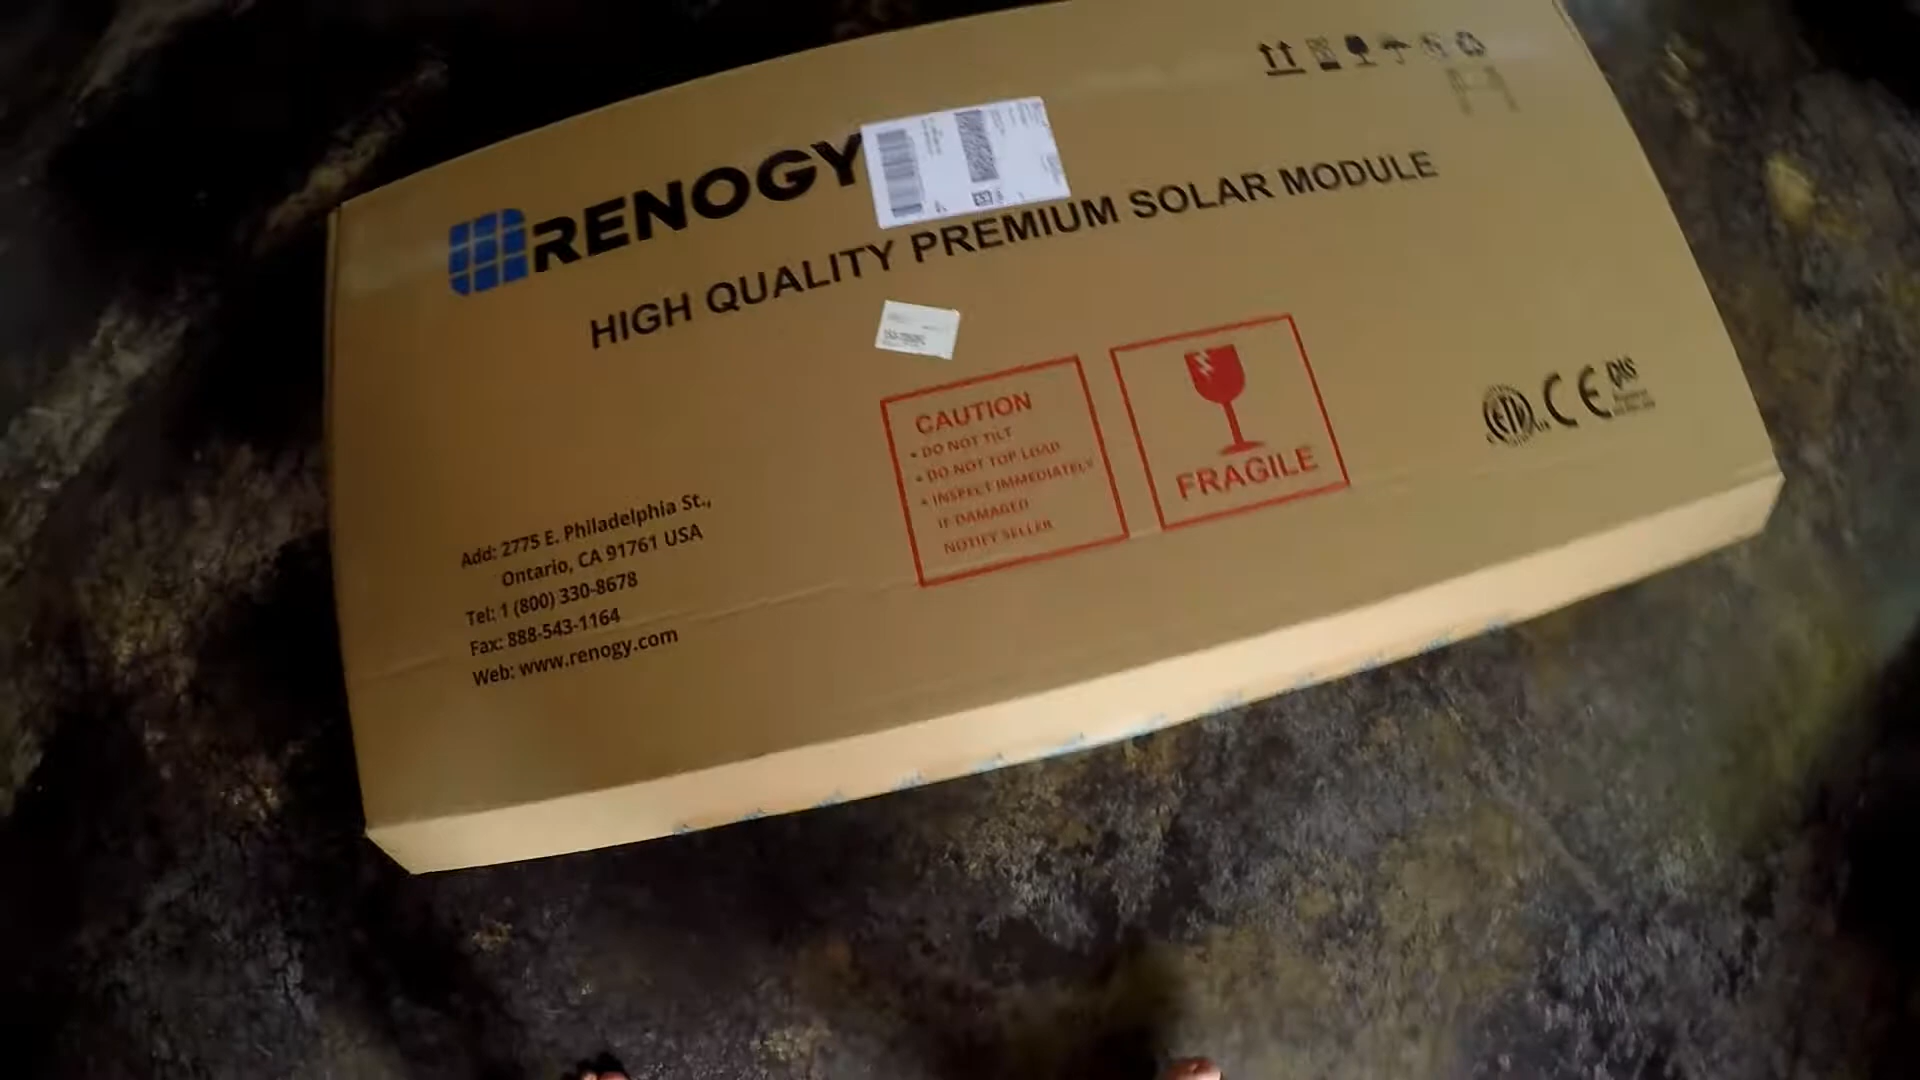 RENOGY
HIGH QUALITY PREMIUM SOLAR MODULE
CAUTION
• DO NOT TILT
• DO NOT TOP LOAD
• INSPECT IMMEDIATELY
IF DAMAGED
NOTIFY SELLER
FRAGILE
ETL
CE
Add: 2775 E. Philadelphia St.,
Ontario, CA 91761 USA
Tel: 1 (800) 330-8678
Fax: 888-543-1164
Web: www.renogy.com